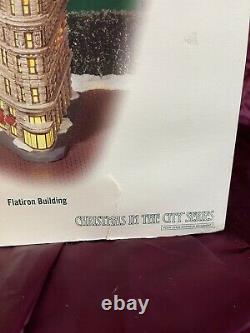 Flatiron Building
CHRISTMAS IN THE CITY SERIES